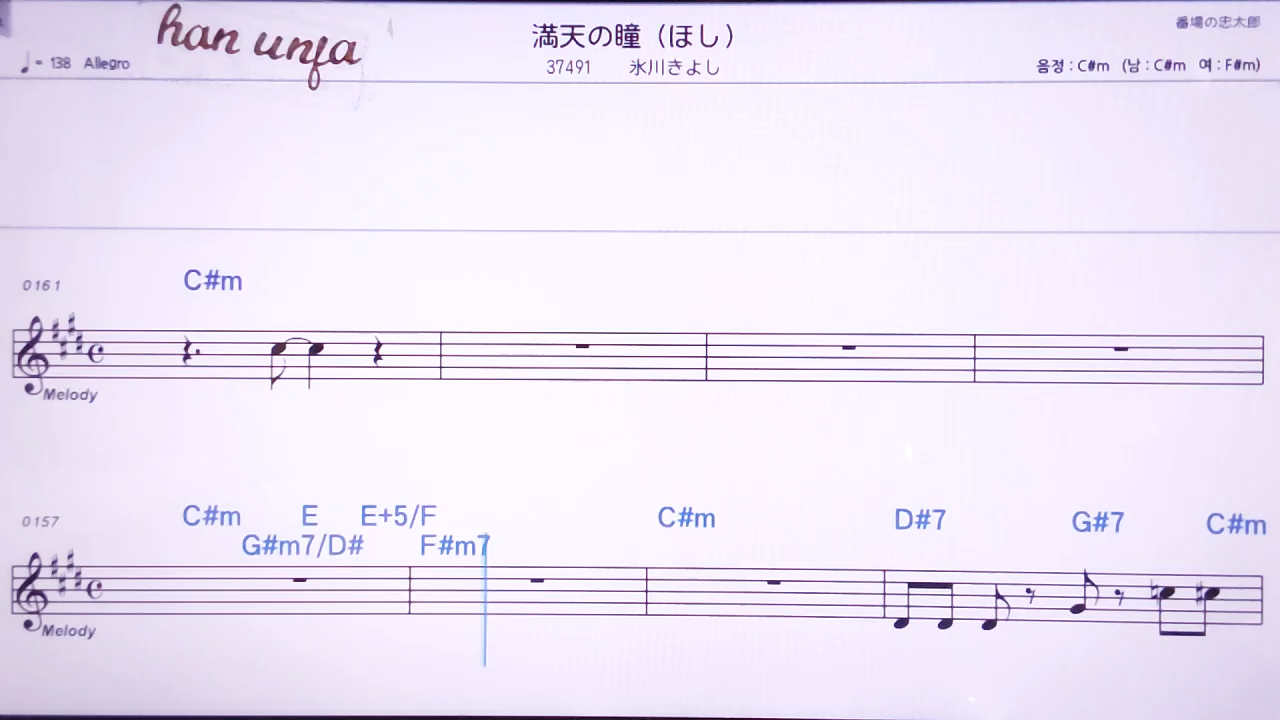 han unfa
満天の瞳（ほし）
番場の忠太郎
♩= 138 Allegro
37491 氷川きよし
음정 : C#m (남 : C#m 여 : F#m)
0161 C#m
Melody
0157 C#m E E+5/F C#m D#7 G#7 C#m
G#m7/D# F#m7
Melody